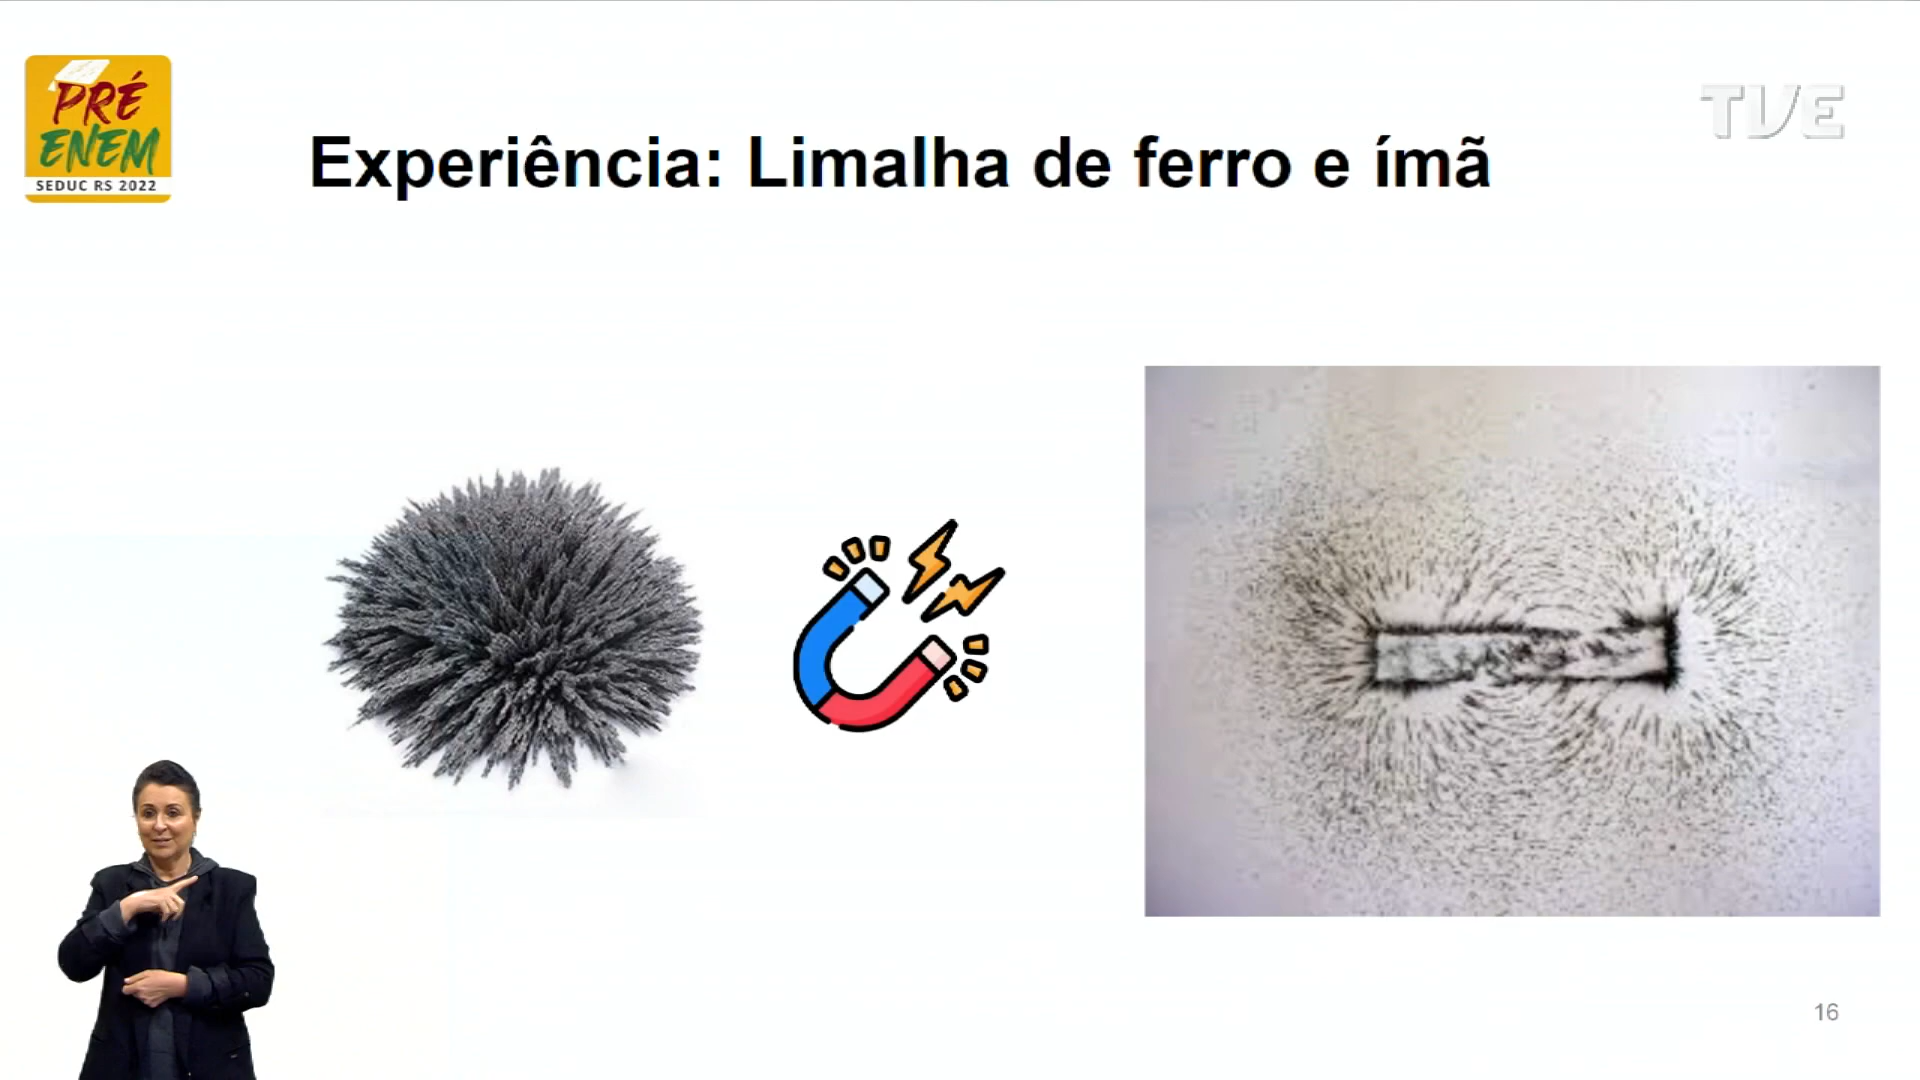 PRÉ
ENEM
SEDUC RS 2022
TVE
Experiência: Limalha de ferro e ímã
16